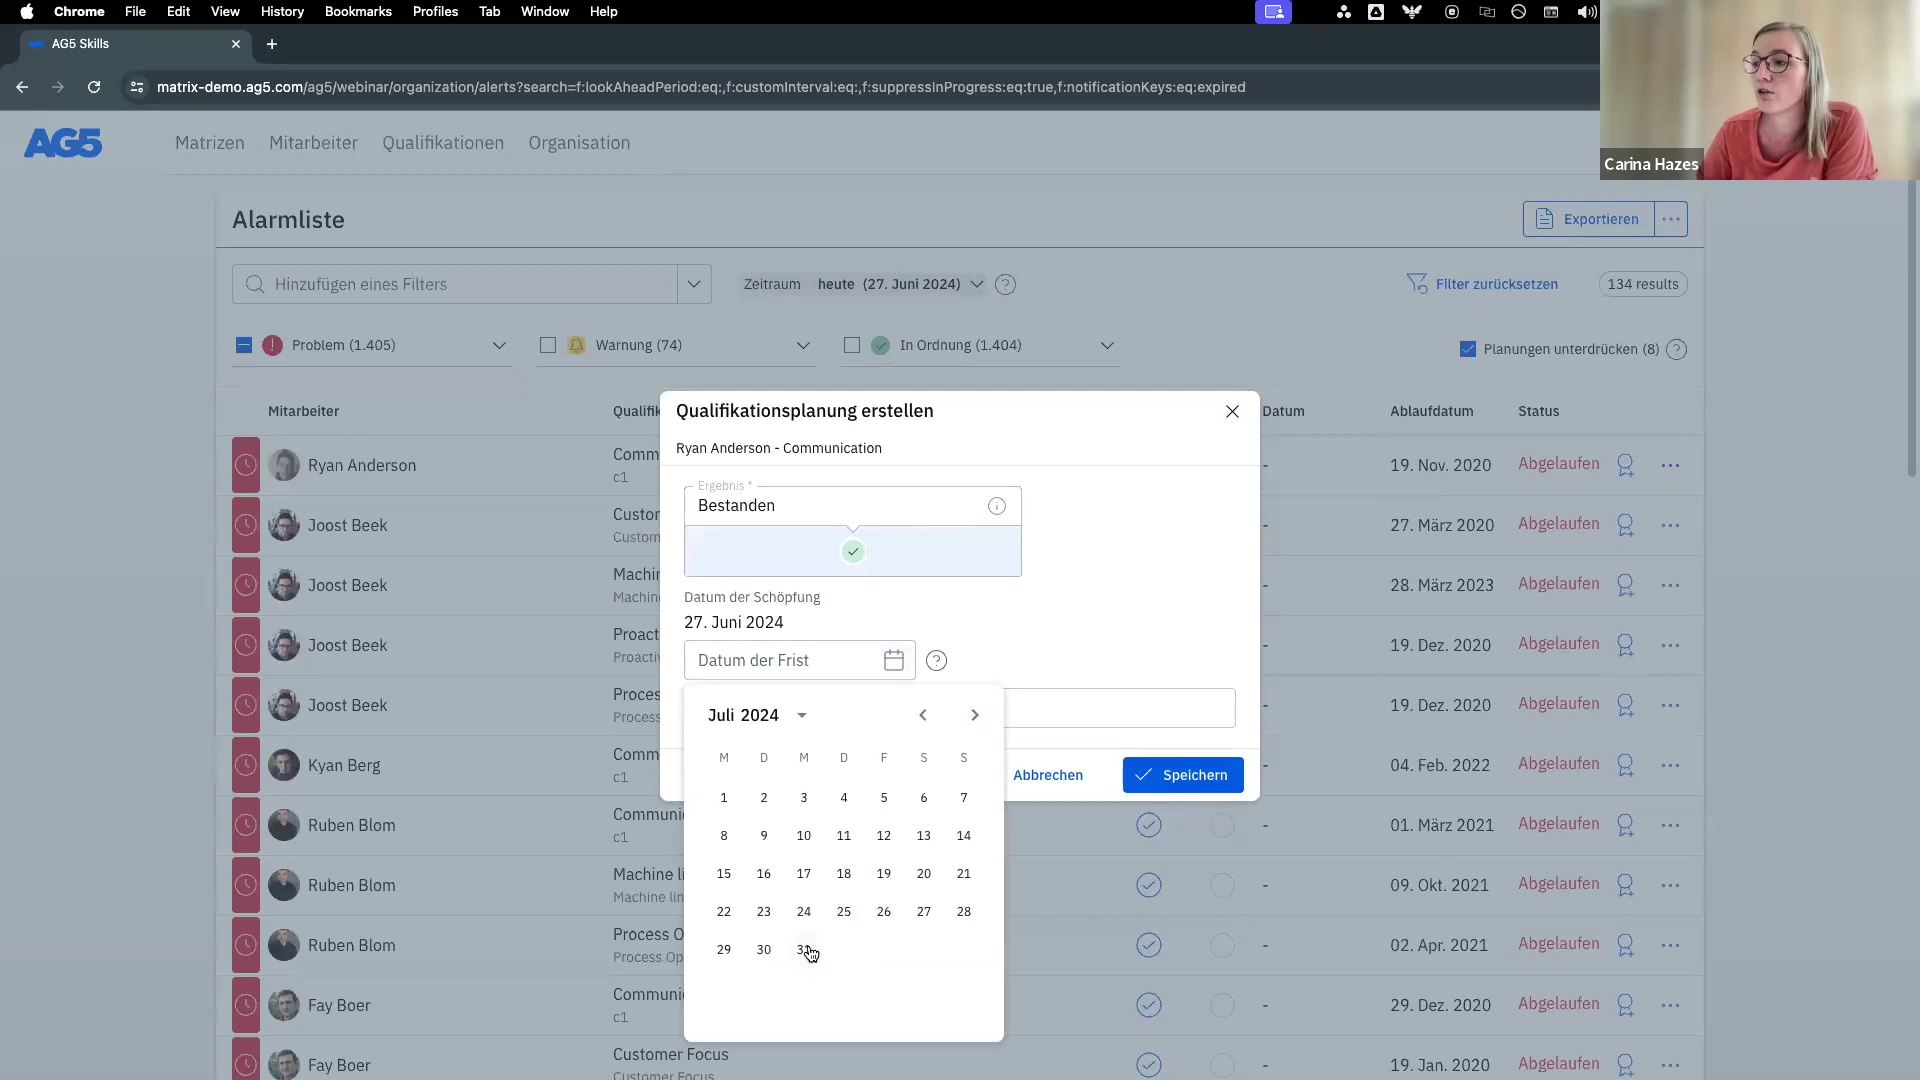 Chrome File Edit View History Bookmarks Profiles Tab Window Help
AG5 Skills
matrix-demo.ag5.com/ag5/webinar/organization/alerts?search=f:lookAheadPeriod:eq:,f:customInterval:eq:,f:suppressInProgress:eq:true,f:notificationKeys:eq:expired
Carina Hazes
AG5 Matrizen Mitarbeiter Qualifikationen Organisation
Alarmliste Exportieren
Hinzufügen eines Filters Zeitraum heute (27. Juni 2024) Filter zurücksetzen 134 results
Problem (1.405) Warnung (74) In Ordnung (1.404) Planungen unterdrücken (8)
Mitarbeiter Datum Ablaufdatum Status
Qualifikationsplanung erstellen
Ryan Anderson - Communication
Ergebnis *
Bestanden
Datum der Schöpfung
27. Juni 2024
Datum der Frist
Juli 2024
M D M D F S S
1 2 3 4 5 6 7
8 9 10 11 12 13 14
15 16 17 18 19 20 21
22 23 24 25 26 27 28
29 30 31
Abbrechen Speichern
Ryan Anderson - 19. Nov. 2020 Abgelaufen
c1
Joost Beek - 27. März 2020 Abgelaufen
Joost Beek - 28. März 2023 Abgelaufen
Joost Beek - 19. Dez. 2020 Abgelaufen
Joost Beek - 19. Dez. 2020 Abgelaufen
Kyan Berg - 04. Feb. 2022 Abgelaufen
c1
Ruben Blom - 01. März 2021 Abgelaufen
c1
Ruben Blom Machine - 09. Okt. 2021 Abgelaufen
Machine
Ruben Blom Process - 02. Apr. 2021 Abgelaufen
Process
Fay Boer - 29. Dez. 2020 Abgelaufen
c1
Fay Boer Customer Focus - 19. Jan. 2020 Abgelaufen
Customer Focus